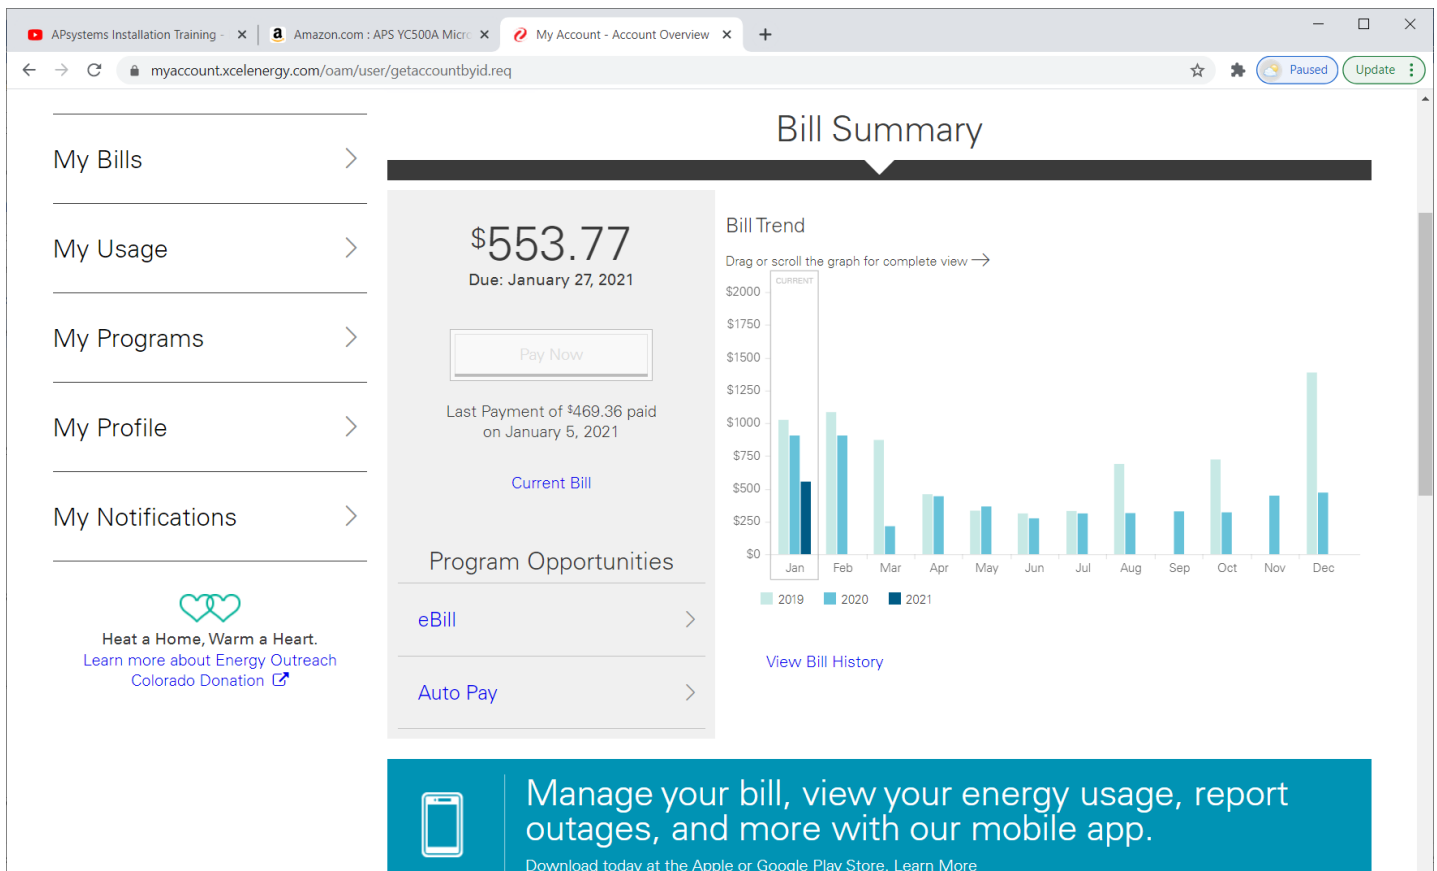 APsystems Installation Training -
Amazon.com : APS YC500A Micro
My Account - Account Overview
myaccount.xcelenergy.com/oam/user/getaccountbyid.req
Paused
Update
My Bills
My Usage
My Programs
My Profile
My Notifications
Heat a Home, Warm a Heart.
Learn more about Energy Outreach
Colorado Donation
Bill Summary
$553.77
Due: January 27, 2021
Pay Now
Last Payment of $469.36 paid
on January 5, 2021
Current Bill
Program Opportunities
eBill
Auto Pay
Bill Trend
Drag or scroll the graph for complete view
CURRENT
$2000
$1750
$1500
$1250
$1000
$750
$500
$250
$0
Jan Feb Mar Apr May Jun Jul Aug Sep Oct Nov Dec
2019 2020 2021
View Bill History
Manage your bill, view your energy usage, report
outages, and more with our mobile app.
Download today at the Apple or Google Play Store. Learn More